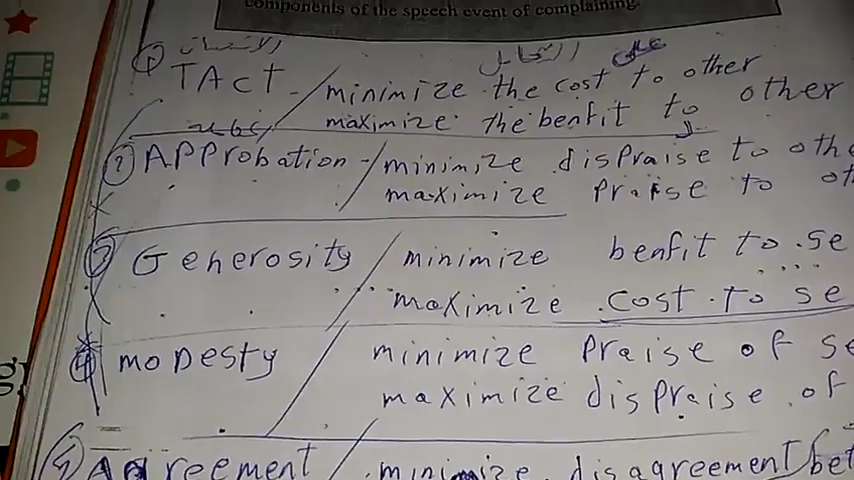 components of the speech event of complaining.
① TAct / minimize the cost to other
maximize the benfit to other
② APProbation - / minimize dispraise to oth
maximize praise to ot
③ Generosity / minimize benfit to se
maximize cost to se
④ modesty / minimize Praise of se
maximize dispraise of
⑤ Agreement / minimize disagreement bet